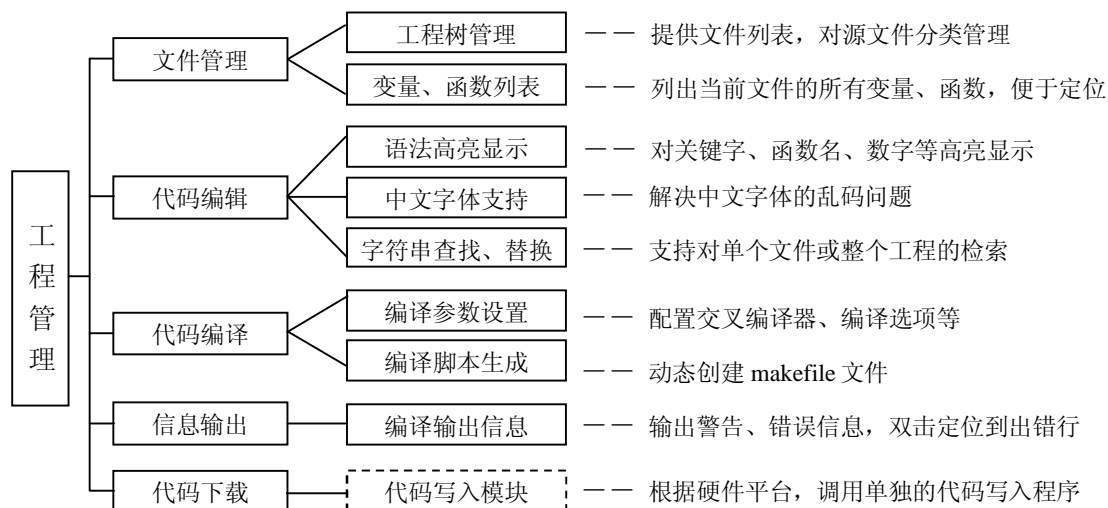 工程管理
文件管理
工程树管理
—— 提供文件列表，对源文件分类管理
变量、函数列表
—— 列出当前文件的所有变量、函数，便于定位
代码编辑
语法高亮显示
—— 对关键字、函数名、数字等高亮显示
中文字体支持
—— 解决中文字体的乱码问题
字符串查找、替换
—— 支持对单个文件或整个工程的检索
代码编译
编译参数设置
—— 配置交叉编译器、编译选项等
编译脚本生成
—— 动态创建 makefile 文件
信息输出
编译输出信息
—— 输出警告、错误信息，双击定位到出错行
代码下载
代码写入模块
—— 根据硬件平台，调用单独的代码写入程序